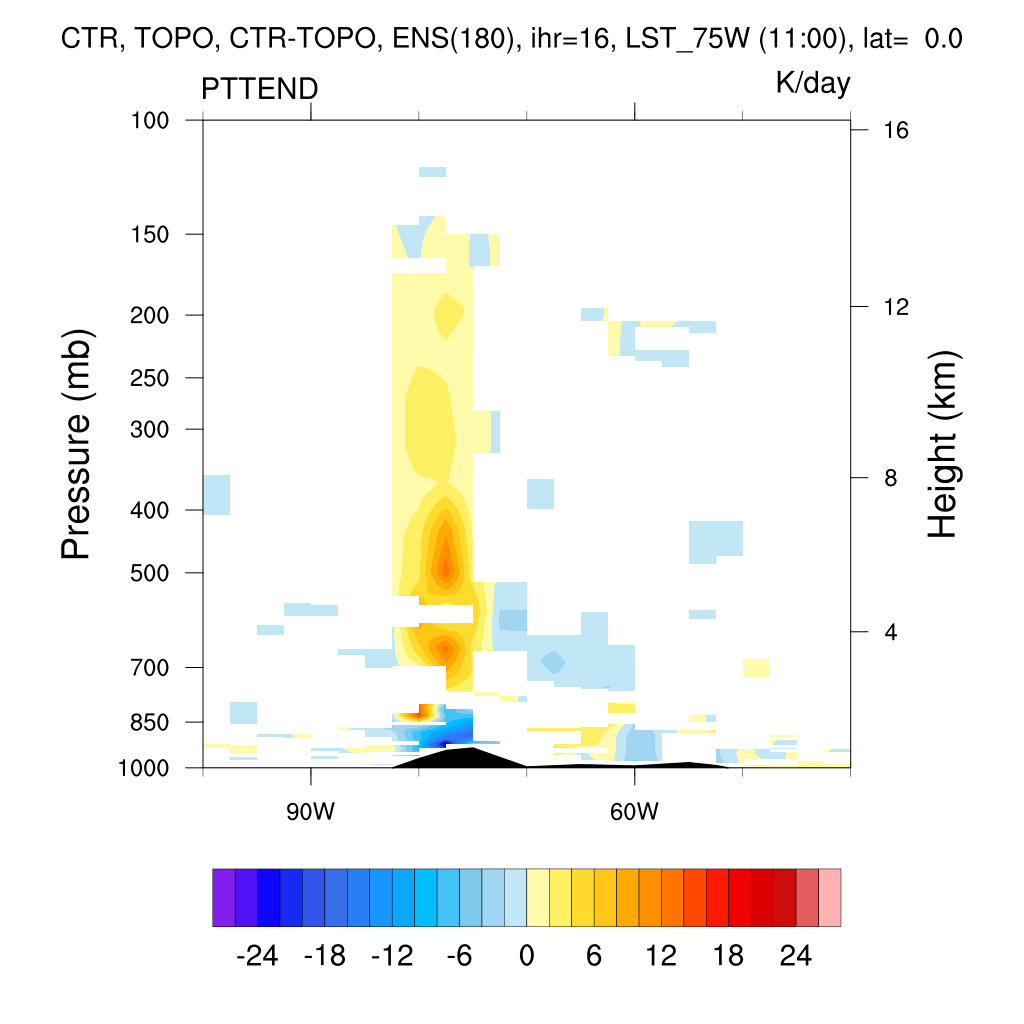 CTR, TOPO, CTR-TOPO, ENS(180), ihr=16, LST_75W (11:00), lat= 0.0
PTTEND K/day
100
150
200
250
300
400
500
700
850
1000
Pressure (mb)
16
12
8
4
Height (km)
90W 60W
-24 -18 -12 -6 0 6 12 18 24